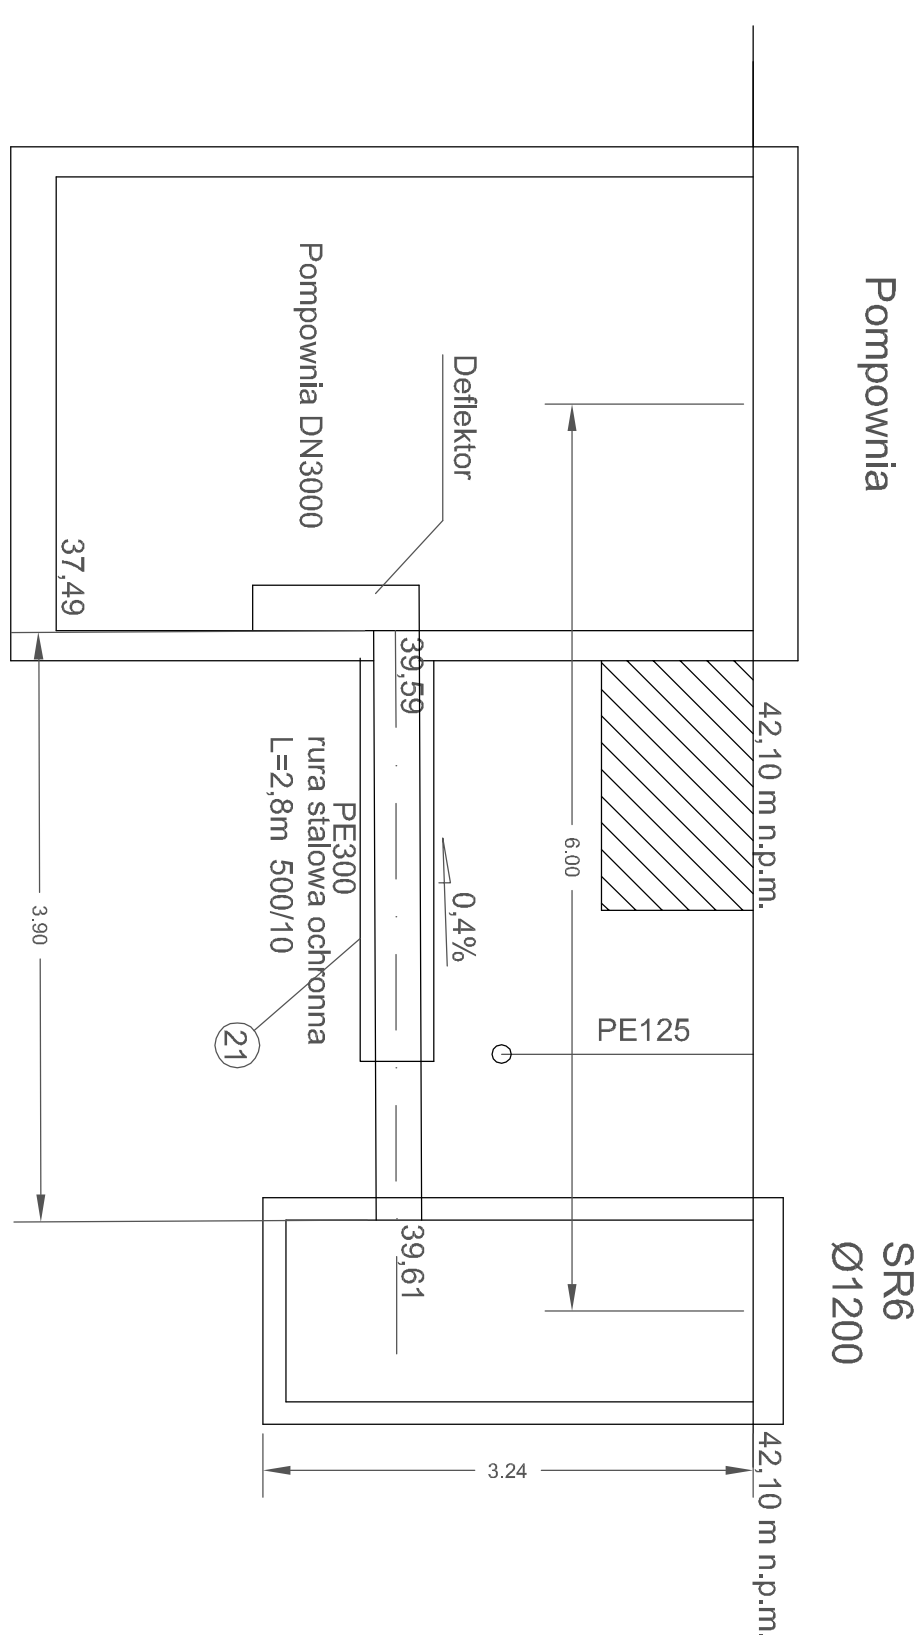 Pompownia
SR6
Ø1200
42,10 m n.p.m.
42,10 m n.p.m.
PE125
6.00
3.24
Deflektor
0,4%
Pompownia DN3000
39,59
39,61
PE300
rura stalowa ochronna
L=2,8m 500/10
21
37,49
3.90